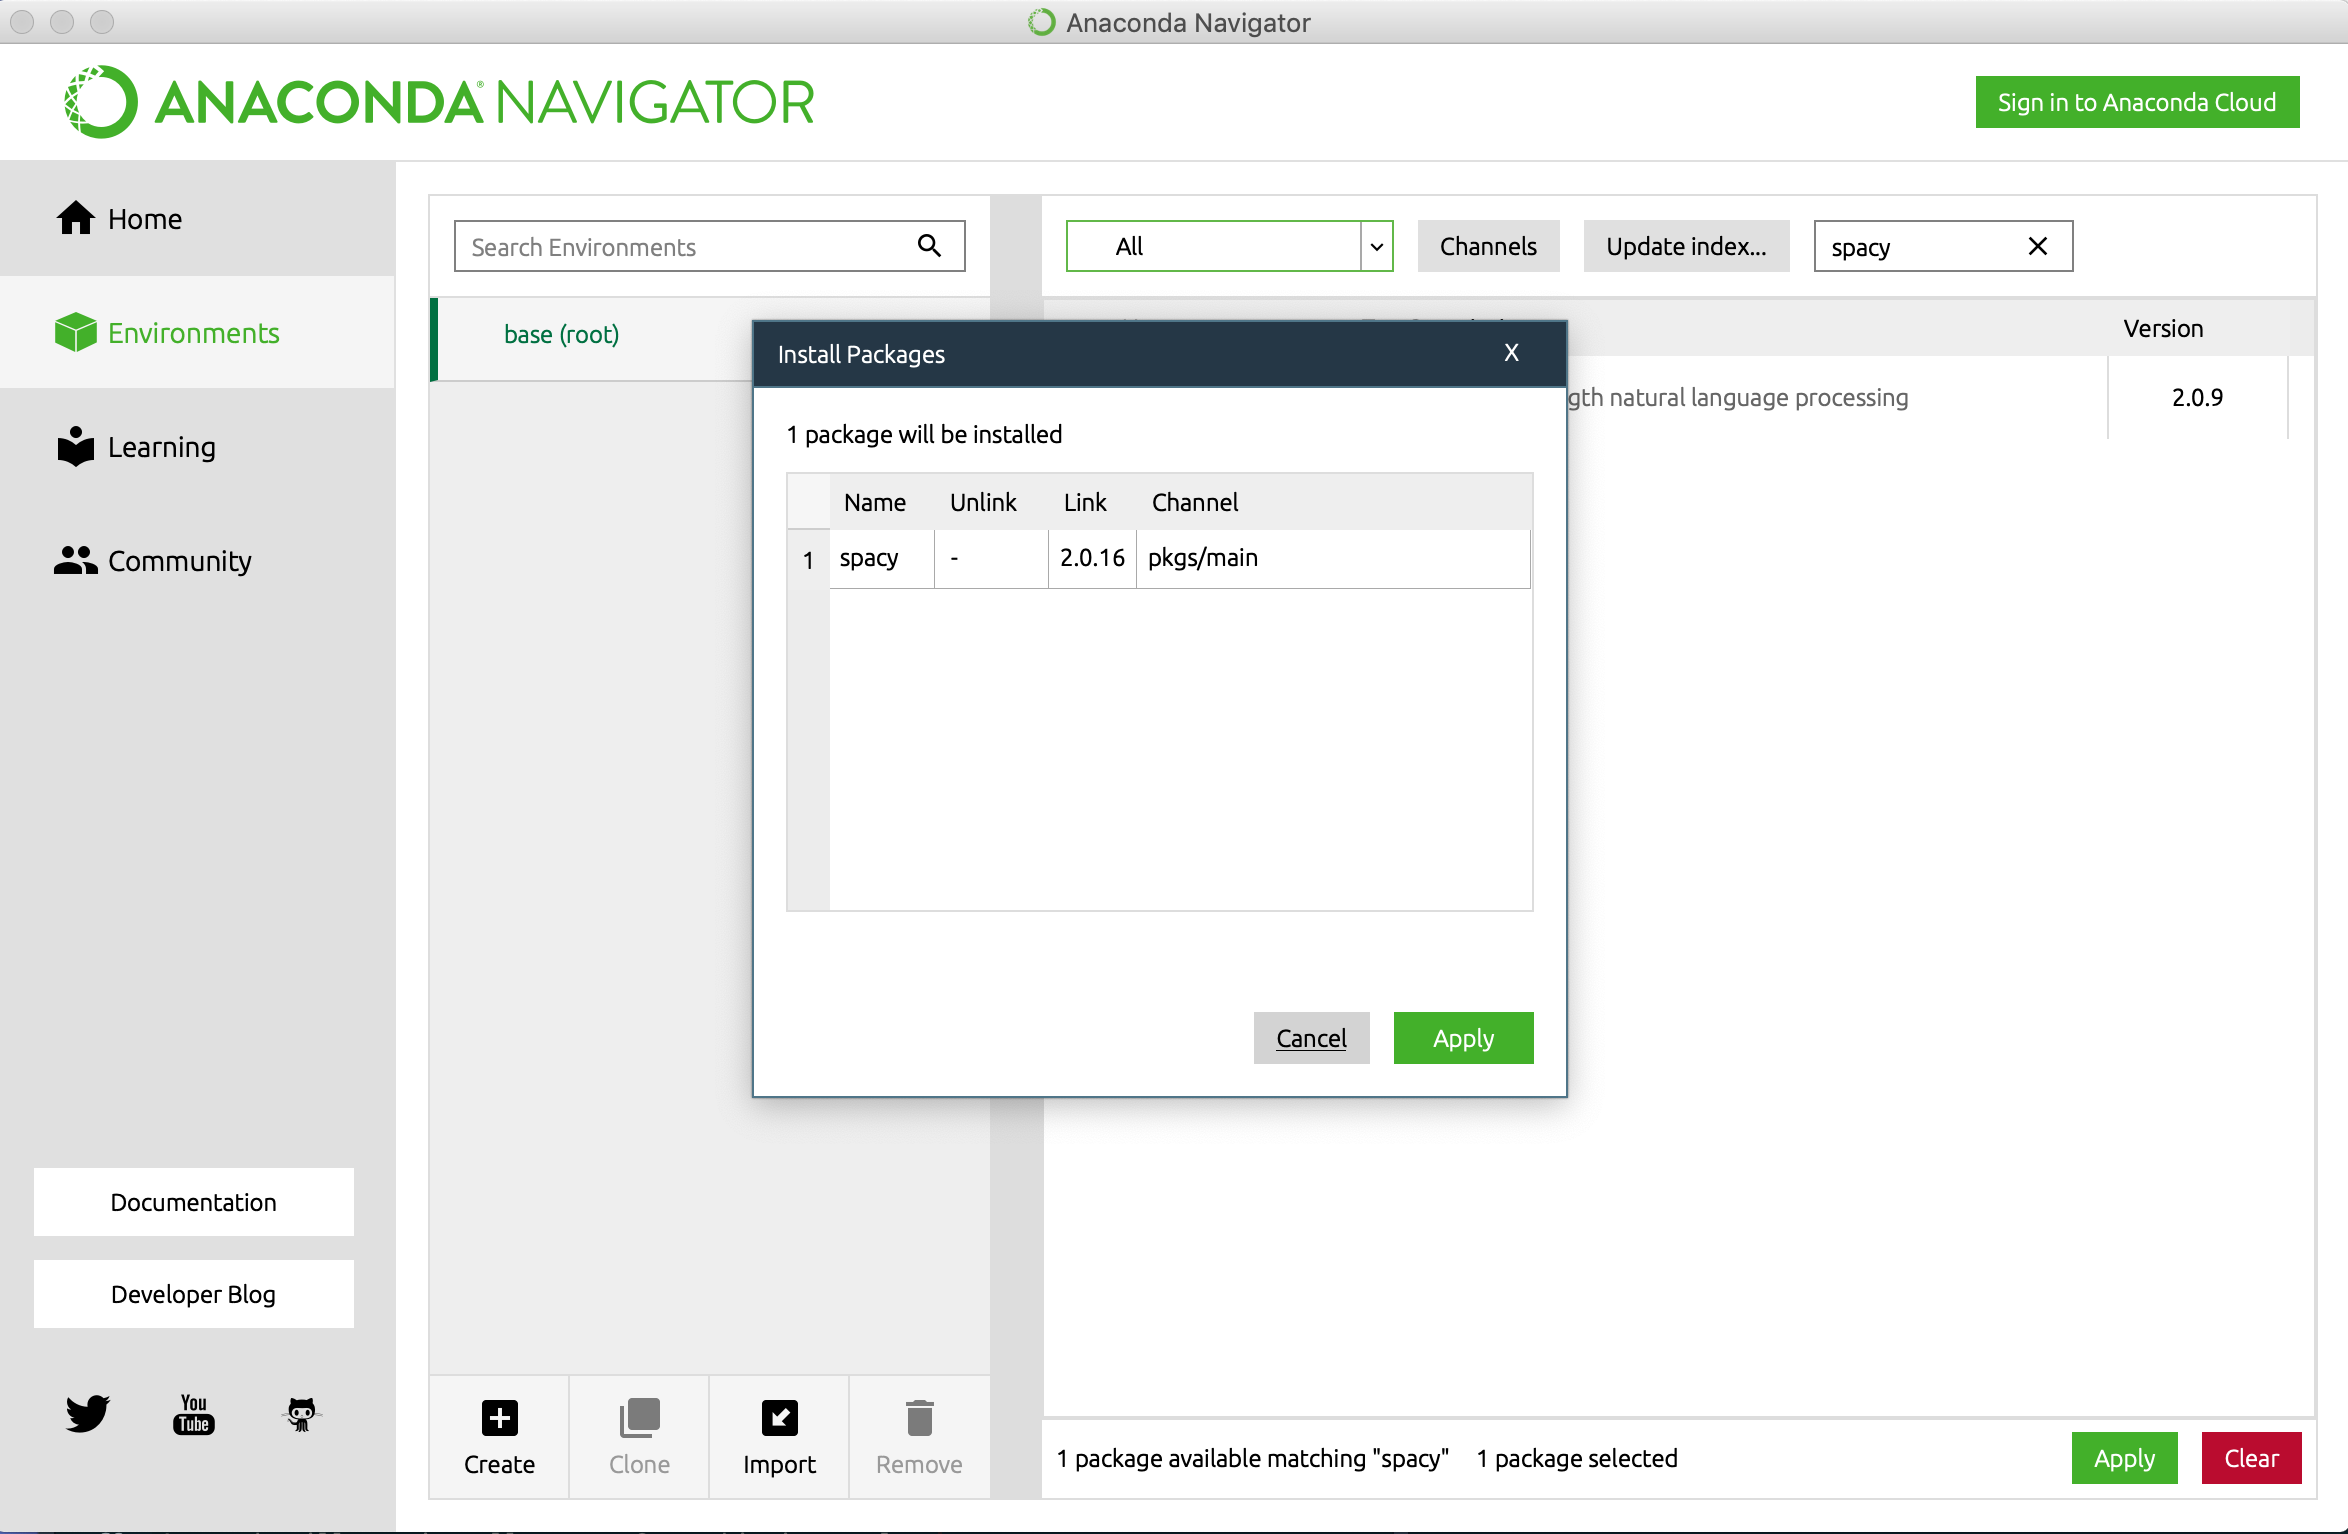 Anaconda Navigator
ANACONDA® NAVIGATOR
Sign in to Anaconda Cloud
Home
Environments
Learning
Community
Documentation
Developer Blog
You
Tube
Search Environments
base (root)
Create
Clone
Import
Remove
All
Channels
Update index...
spacy
X
Version
gth natural language processing
2.0.9
Install Packages
X
1 package will be installed
Name Unlink Link Channel
1 spacy - 2.0.16 pkgs/main
Cancel
Apply
1 package available matching "spacy" 1 package selected
Apply
Clear